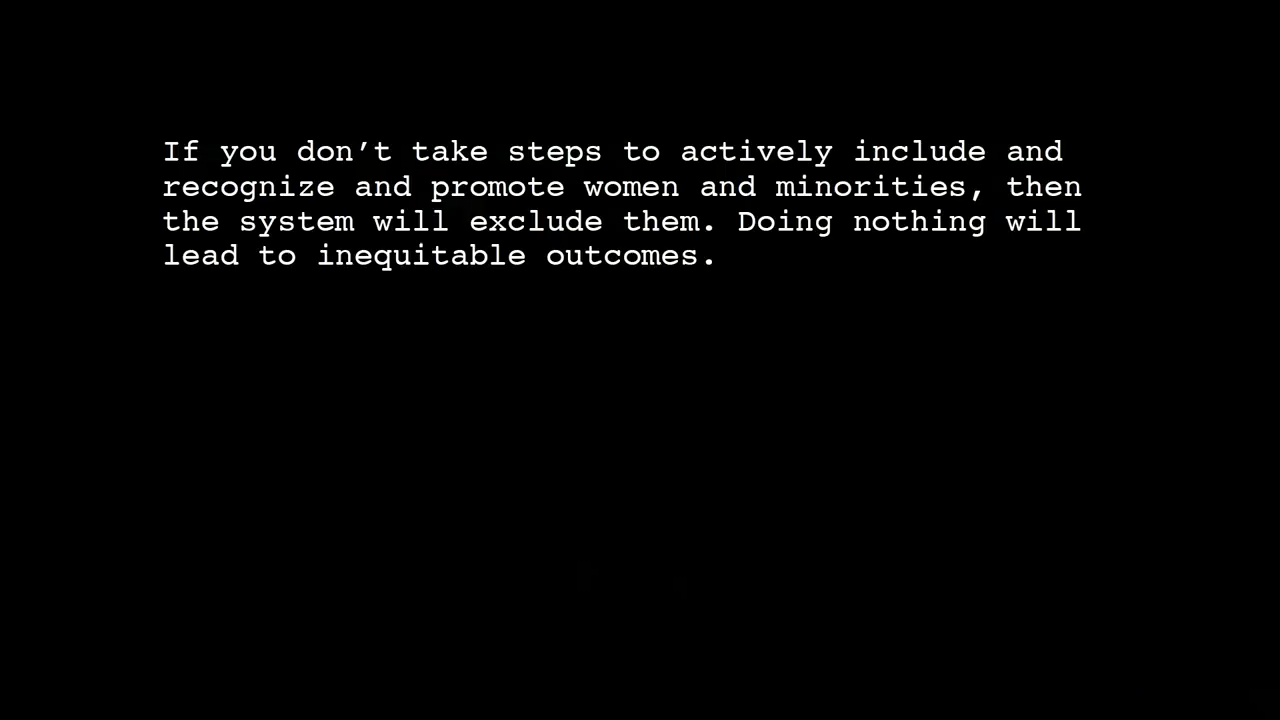 If you don’t take steps to actively include and
recognize and promote women and minorities, then
the system will exclude them. Doing nothing will
lead to inequitable outcomes.